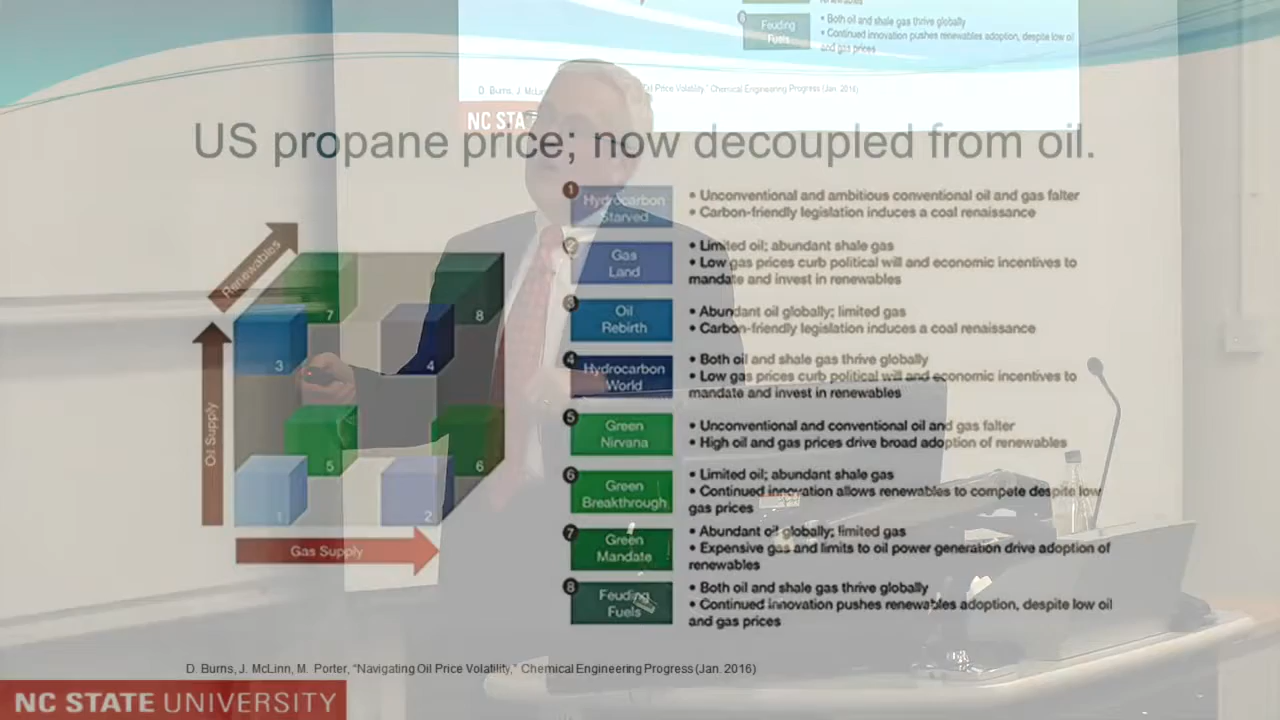 Feuding
Fuels
• Both oil and shale gas thrive globally
• Continued innovation pushes renewables adoption, despite low oil
and gas prices
D. Burns, J. McLi
Oil Price Volatility," Chemical Engineering Progress (Jan. 2016)
NC STA
US propane price; now decoupled from oil.
Renewables
Oil Supply
Gas Supply
7
8
3
4
5
6
1
2
1
Hydrocarbon
Starved
• Unconventional and ambitious conventional oil and gas falter
• Carbon-friendly legislation induces a coal renaissance
2
Gas
Land
• Limited oil; abundant shale gas
• Low gas prices curb political will and economic incentives to
mandate and invest in renewables
3
Oil
Rebirth
• Abundant oil globally; limited gas
• Carbon-friendly legislation induces a coal renaissance
4
Hydrocarbon
World
• Both oil and shale gas thrive globally
• Low gas prices curb political will and economic incentives to
mandate and invest in renewables
5
Green
Nirvana
• Unconventional and conventional oil and gas falter
• High oil and gas prices drive broad adoption of renewables
6
Green
Breakthrough
• Limited oil; abundant shale gas
• Continued innovation allows renewables to compete despite low
gas prices
7
Green
Mandate
• Abundant oil globally; limited gas
• Expensive gas and limits to oil power generation drive adoption of
renewables
8
Feuding
Fuels
• Both oil and shale gas thrive globally
• Continued innovation pushes renewables adoption, despite low oil
and gas prices
D. Burns, J. McLinn, M. Porter, "Navigating Oil Price Volatility," Chemical Engineering Progress (Jan. 2016)
NC STATE UNIVERSITY